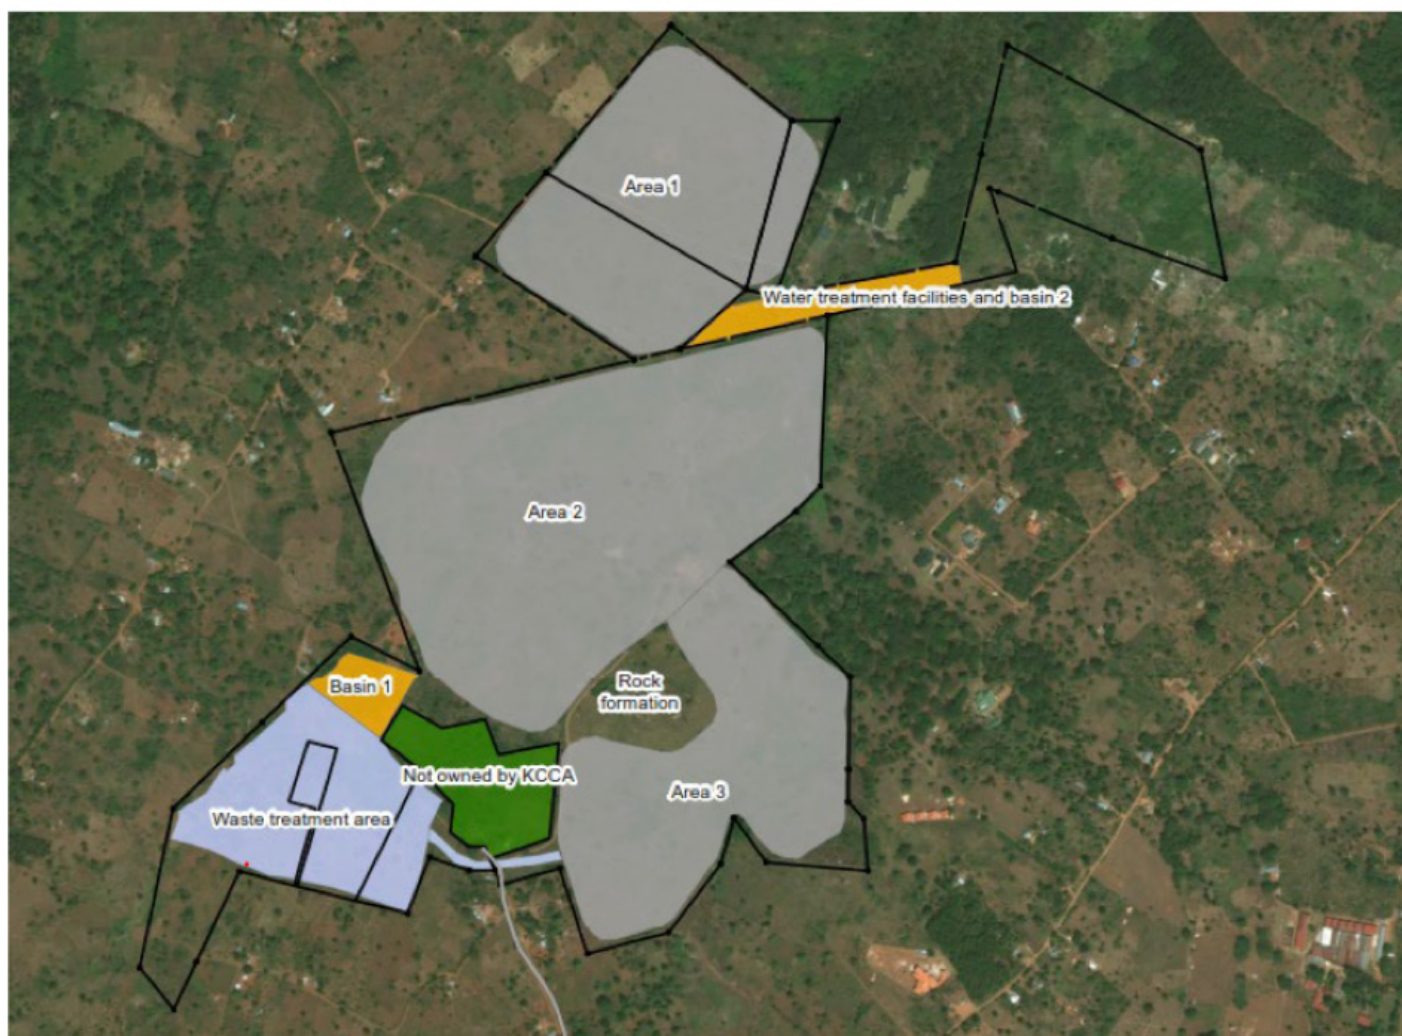 Area 1
Water treatment facilities and basin 2
Area 2
Rock
formation
Basin 1
Not owned by KCCA
Area 3
Waste treatment area